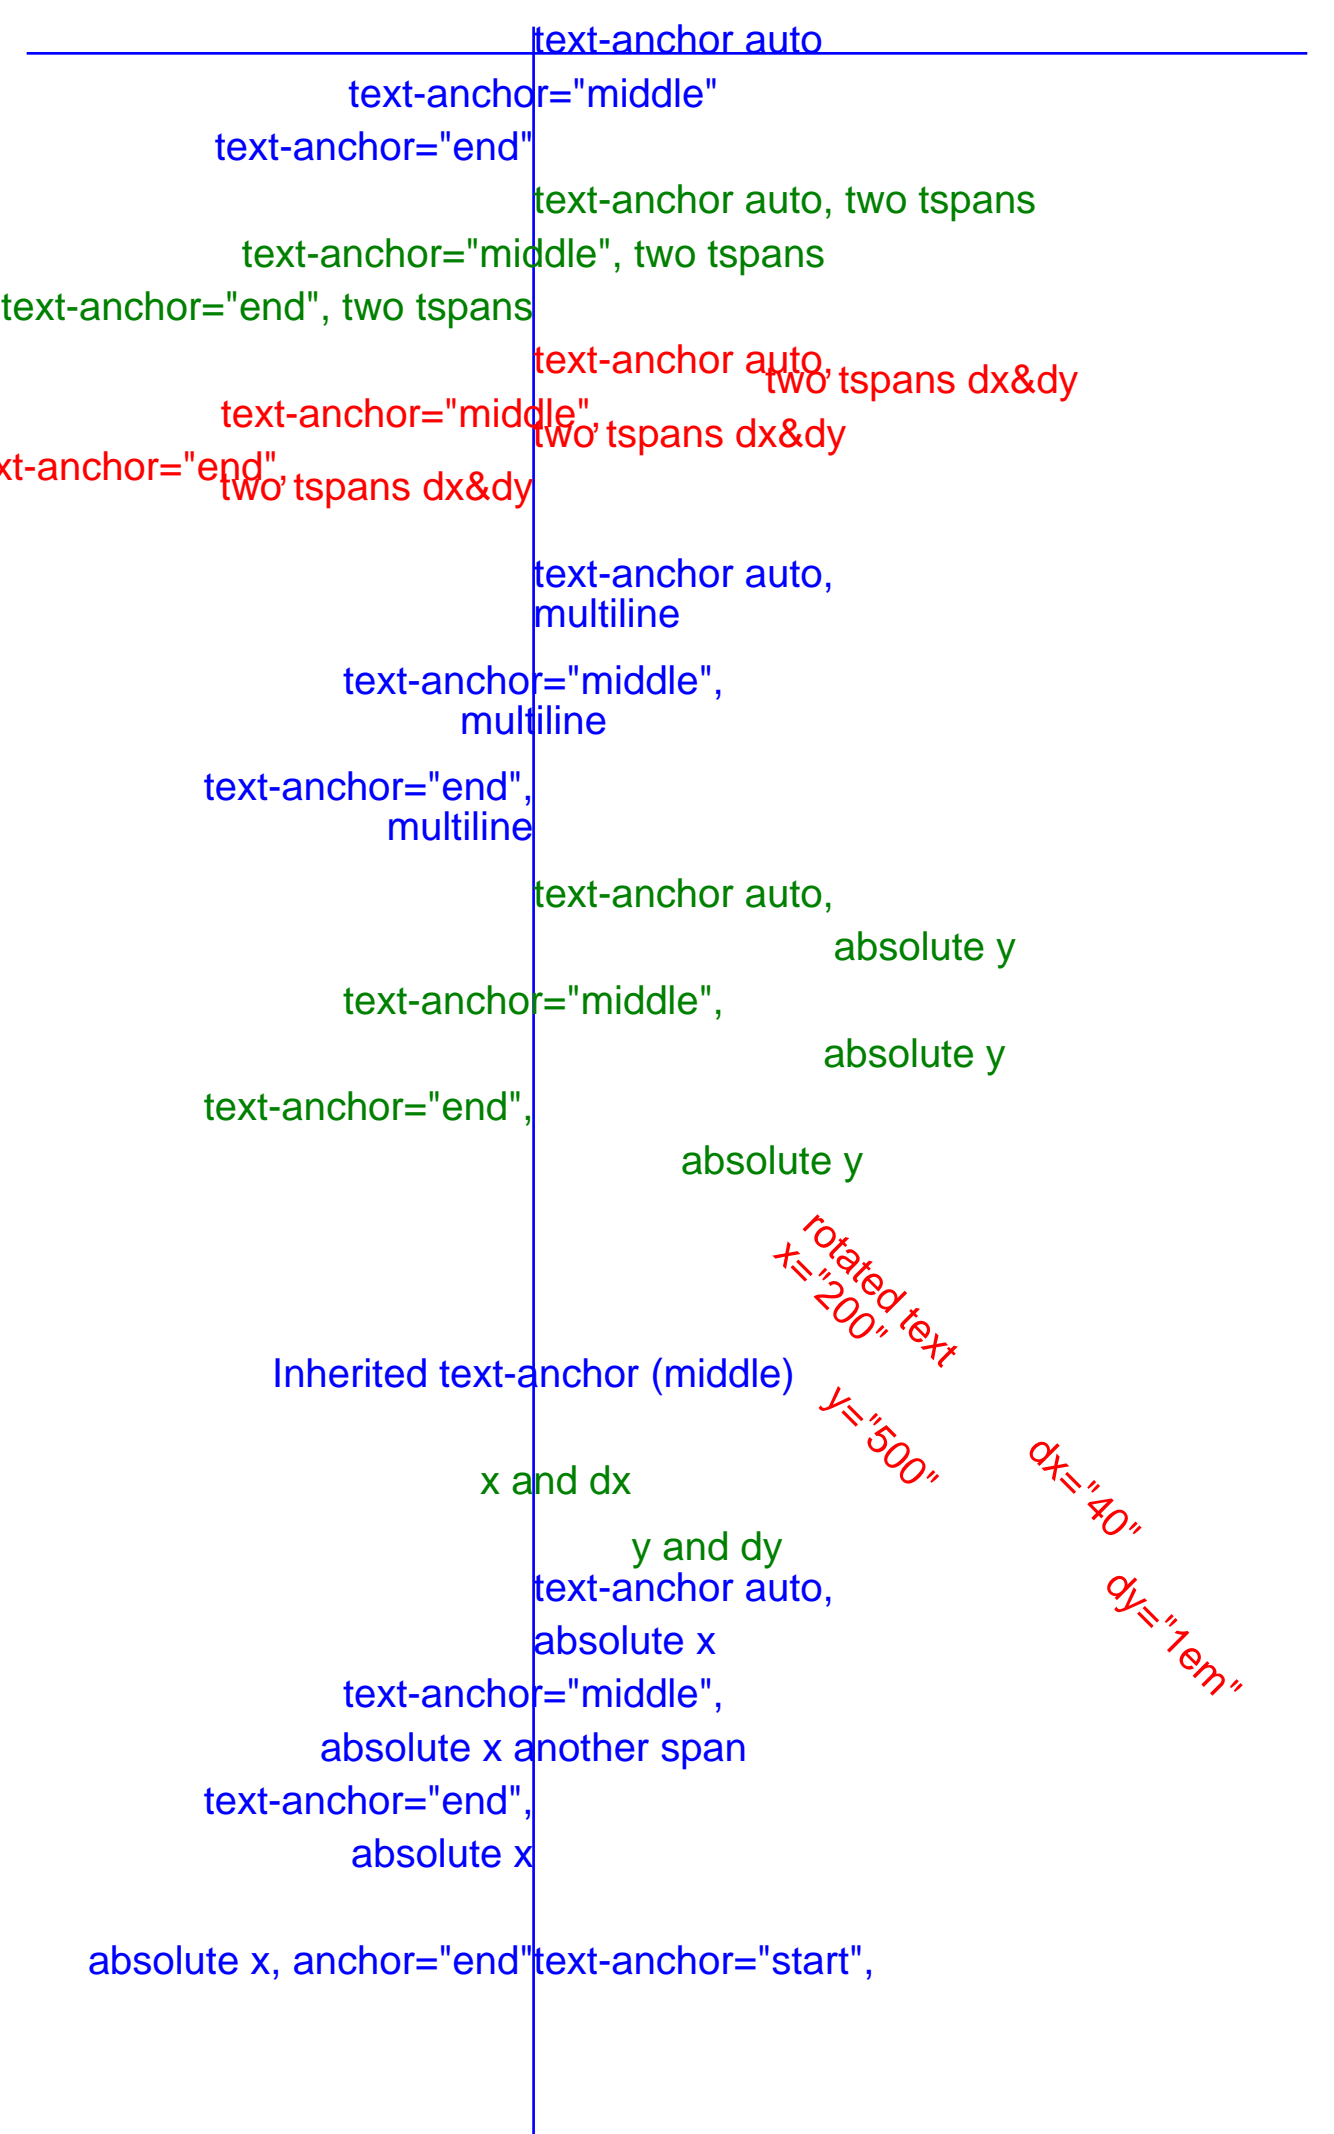 text-anchor auto
text-anchor="middle"
text-anchor="end"
text-anchor auto, two tspans
text-anchor="middle", two tspans
text-anchor="end", two tspans
text-anchor auto,
two tspans dx&dy
text-anchor="middle",
two tspans dx&dy
xt-anchor="end",
two tspans dx&dy
text-anchor auto,
multiline
text-anchor="middle",
multiline
text-anchor="end",
multiline
text-anchor auto,
absolute y
text-anchor="middle",
absolute y
text-anchor="end",
absolute y
rotated text
x="200"
y="500"
dx="40"
dy="1em"
Inherited text-anchor (middle)
x and dx
y and dy
text-anchor auto,
absolute x
text-anchor="middle",
absolute x another span
text-anchor="end",
absolute x
absolute x, anchor="end"text-anchor="start",